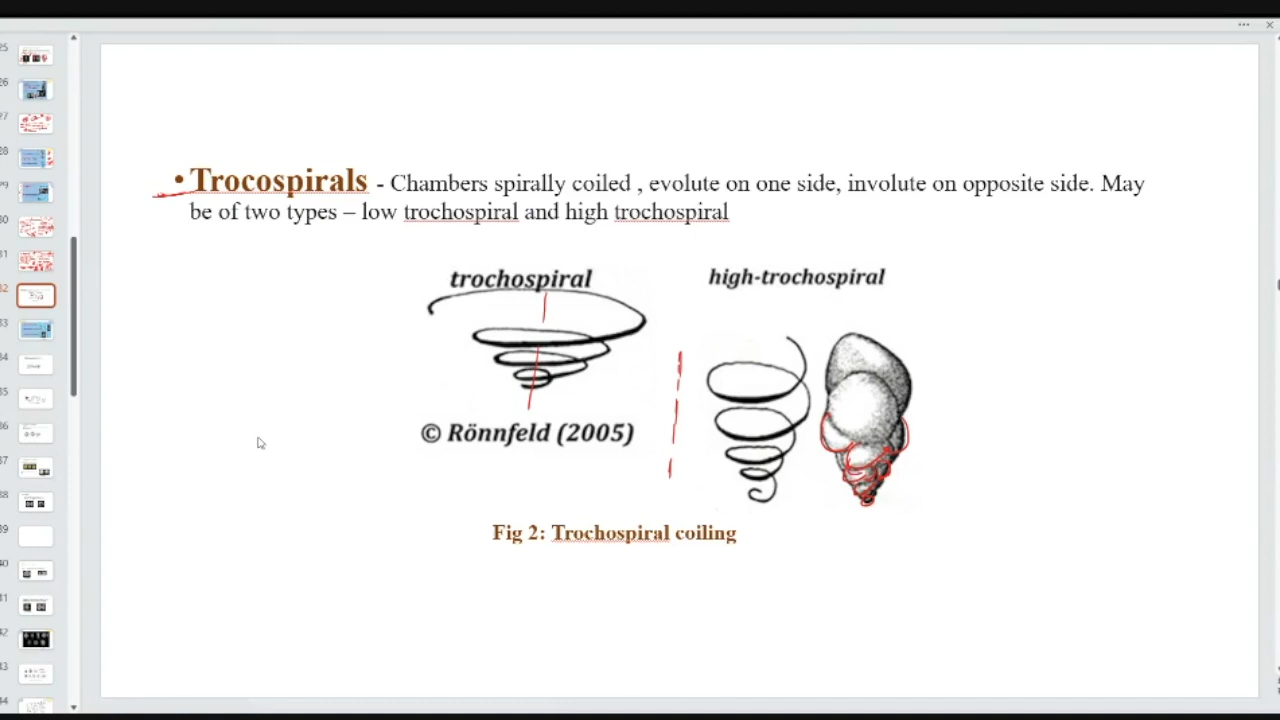 • Trocospirals - Chambers spirally coiled , evolute on one side, involute on opposite side. May
be of two types – low trochospiral and high trochospiral
trochospiral
high-trochospiral
© Rönnfeld (2005)
Fig 2: Trochospiral coiling